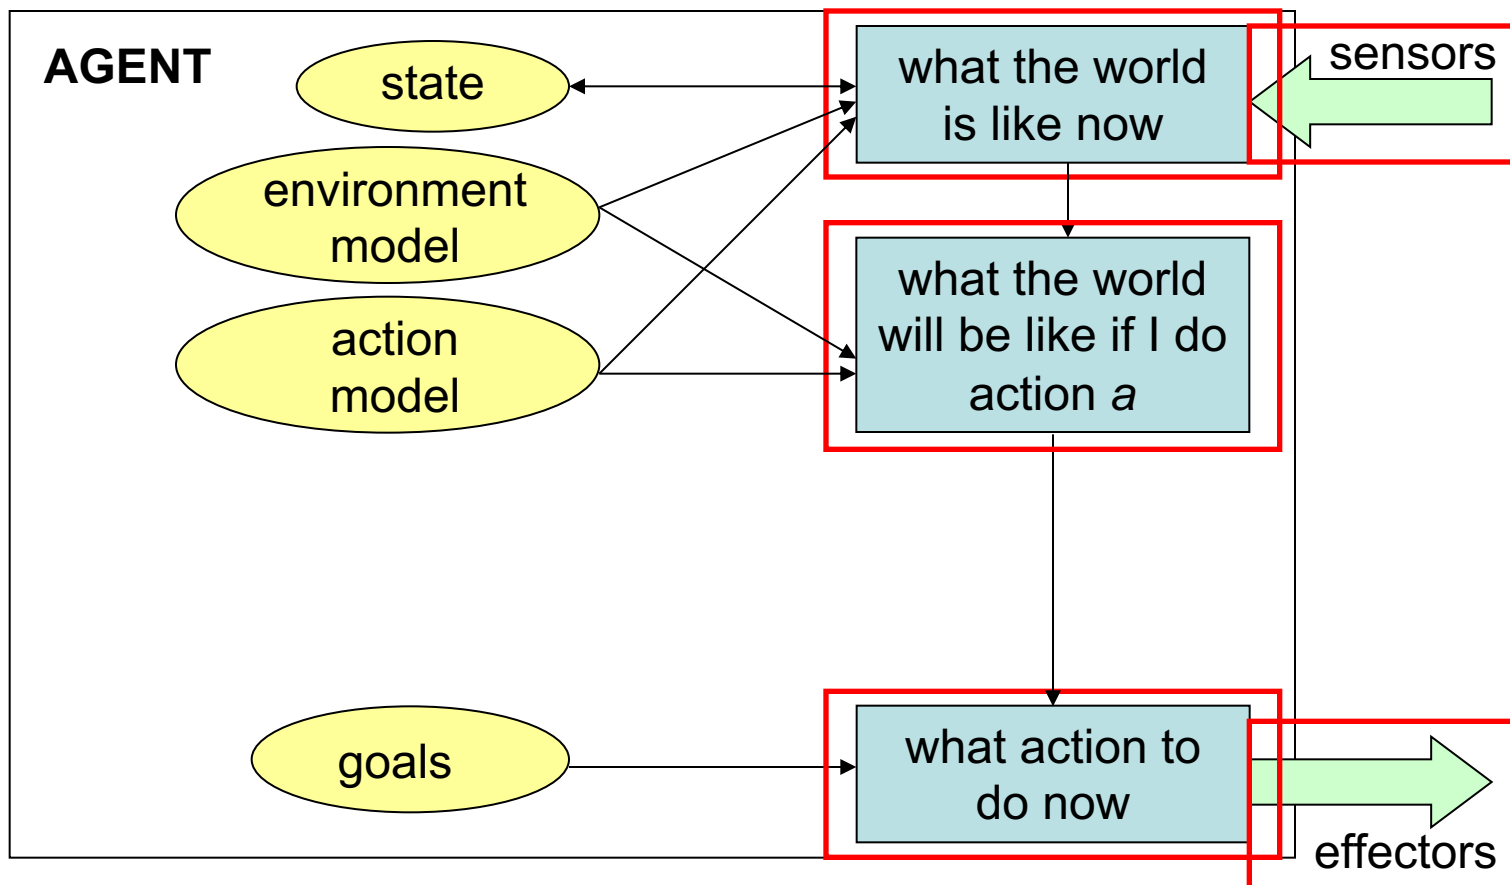 AGENT
state
what the world
is like now
sensors
environment
model
what the world
will be like if I do
action a
action
model
goals
what action to
do now
effectors